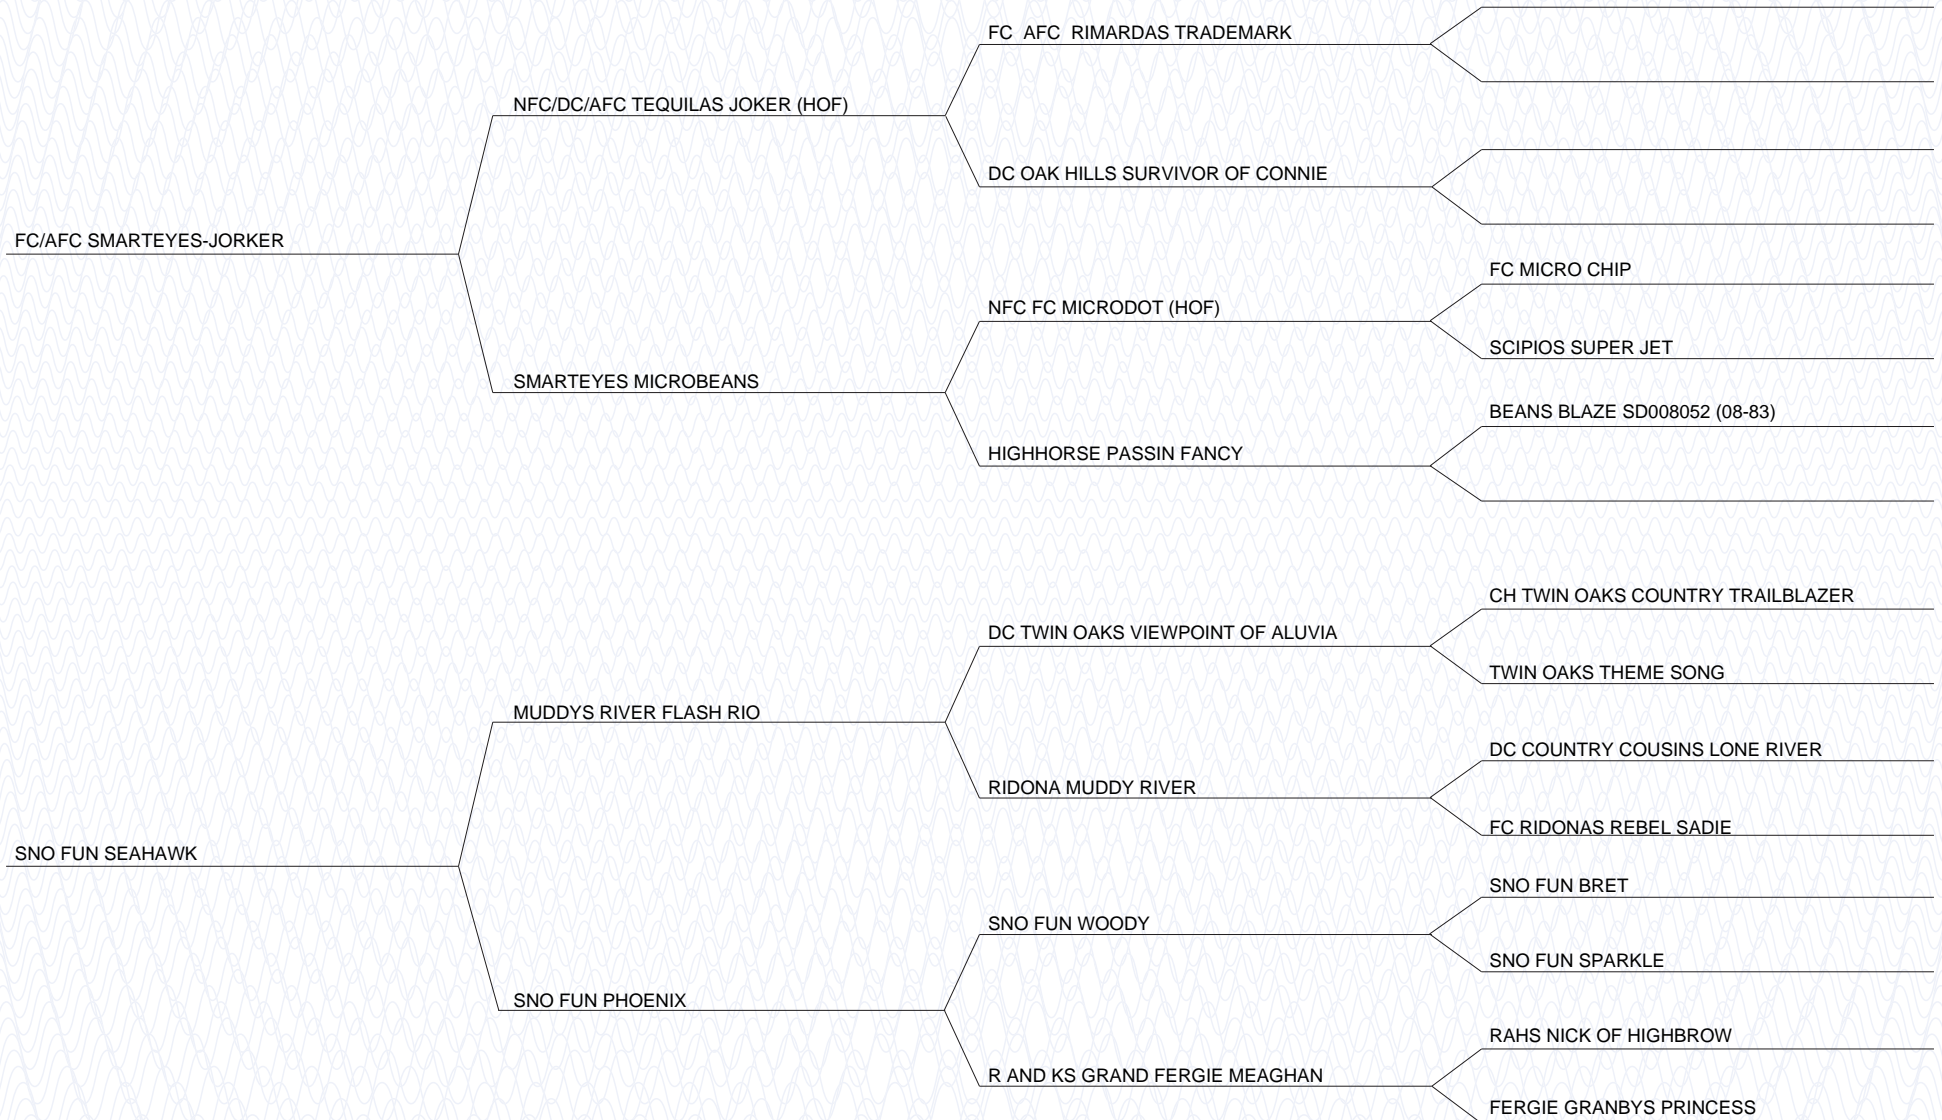 FC  AFC  RIMARDAS TRADEMARK
NFC/DC/AFC TEQUILAS JOKER (HOF)
DC OAK HILLS SURVIVOR OF CONNIE
FC/AFC SMARTEYES-JORKER
FC MICRO CHIP
NFC FC MICRODOT (HOF)
SCIPIOS SUPER JET
SMARTEYES MICROBEANS
BEANS BLAZE SD008052 (08-83)
HIGHHORSE PASSIN FANCY
CH TWIN OAKS COUNTRY TRAILBLAZER
DC TWIN OAKS VIEWPOINT OF ALUVIA
TWIN OAKS THEME SONG
MUDDYS RIVER FLASH RIO
DC COUNTRY COUSINS LONE RIVER
RIDONA MUDDY RIVER
FC RIDONAS REBEL SADIE
SNO FUN SEAHAWK
SNO FUN BRET
SNO FUN WOODY
SNO FUN SPARKLE
SNO FUN PHOENIX
RAHS NICK OF HIGHBROW
R AND KS GRAND FERGIE MEAGHAN
FERGIE GRANBYS PRINCESS